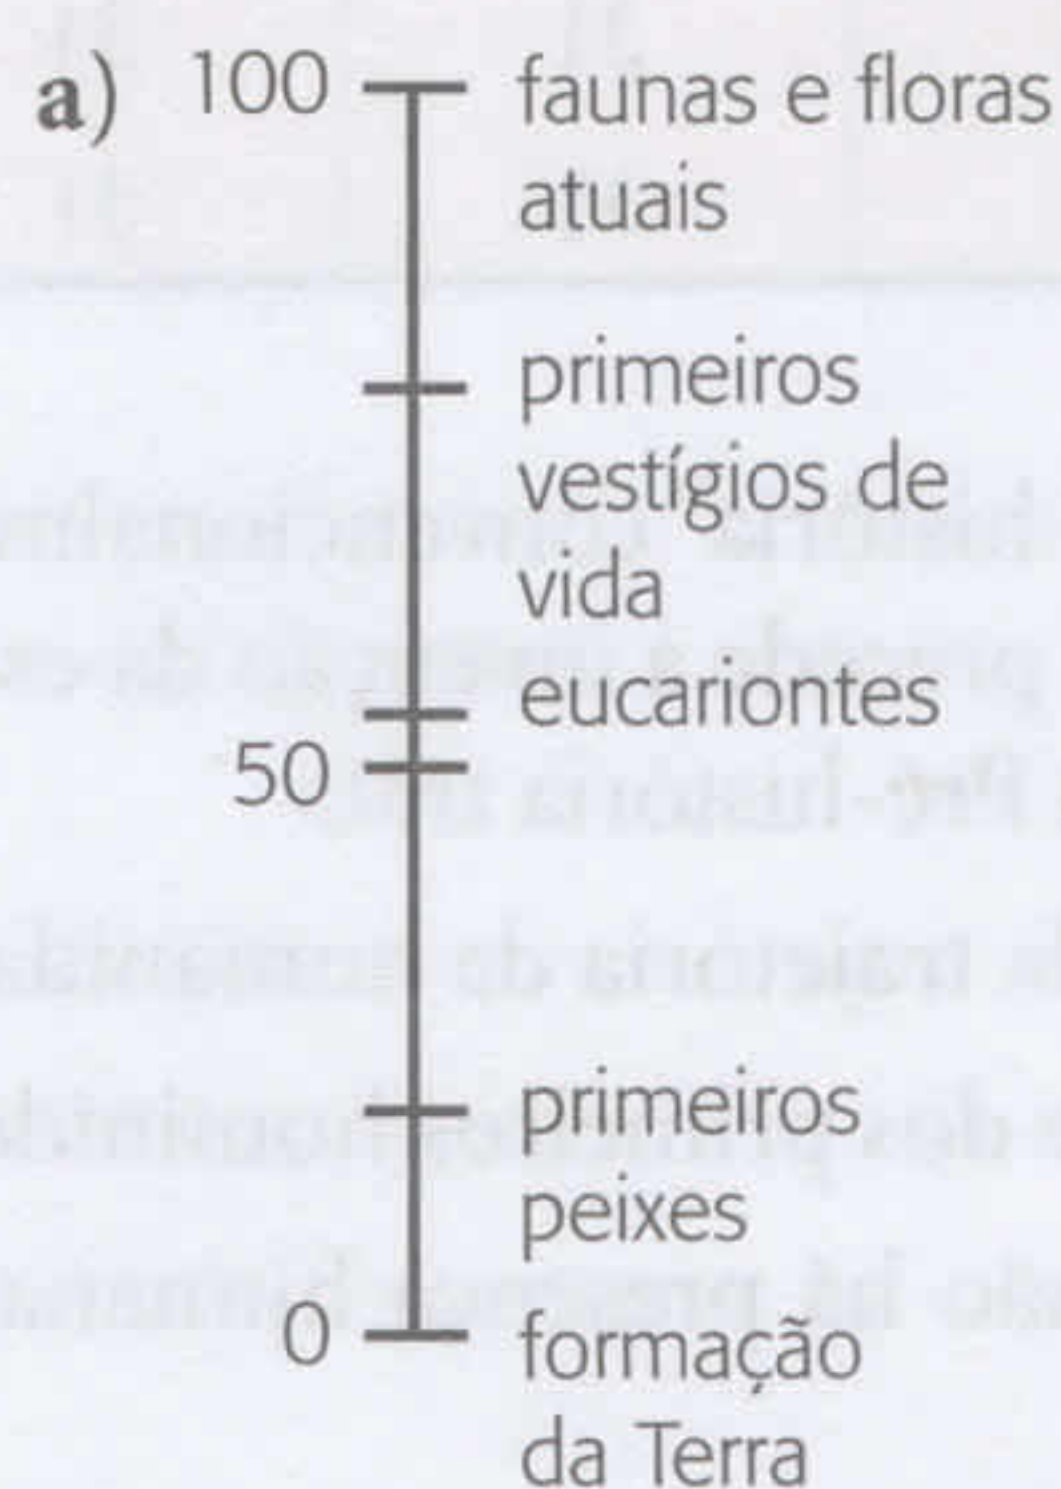 a) 100 faunas e floras
atuais
primeiros
vestígios de
vida
eucariontes
50
primeiros
peixes
0 formação
da Terra